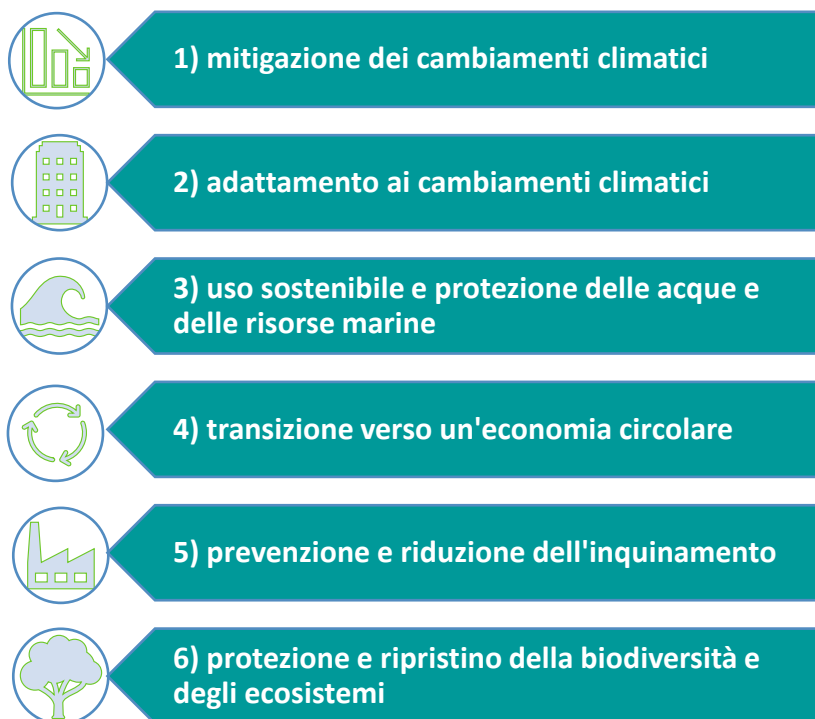 1) mitigazione dei cambiamenti climatici
2) adattamento ai cambiamenti climatici
3) uso sostenibile e protezione delle acque e
delle risorse marine
4) transizione verso un'economia circolare
5) prevenzione e riduzione dell'inquinamento
6) protezione e ripristino della biodiversità e
degli ecosistemi